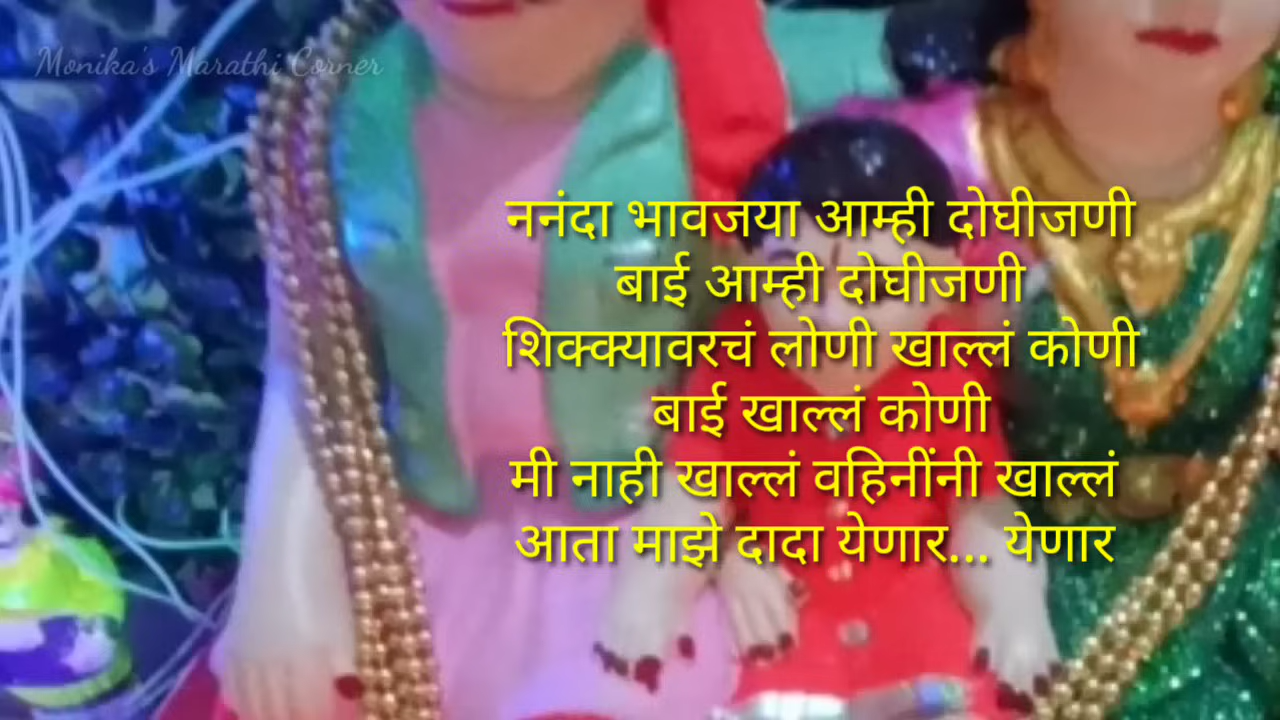 Monika's Marathi Corner
ननंदा भावजया आम्ही दोघीजणी
बाई आम्ही दोघीजणी
शिक्क्यावरचं लोणी खाल्लं कोणी
बाई खाल्लं कोणी
मी नाही खाल्लं वहिनींनी खाल्लं
आता माझे दादा येणार... येणार